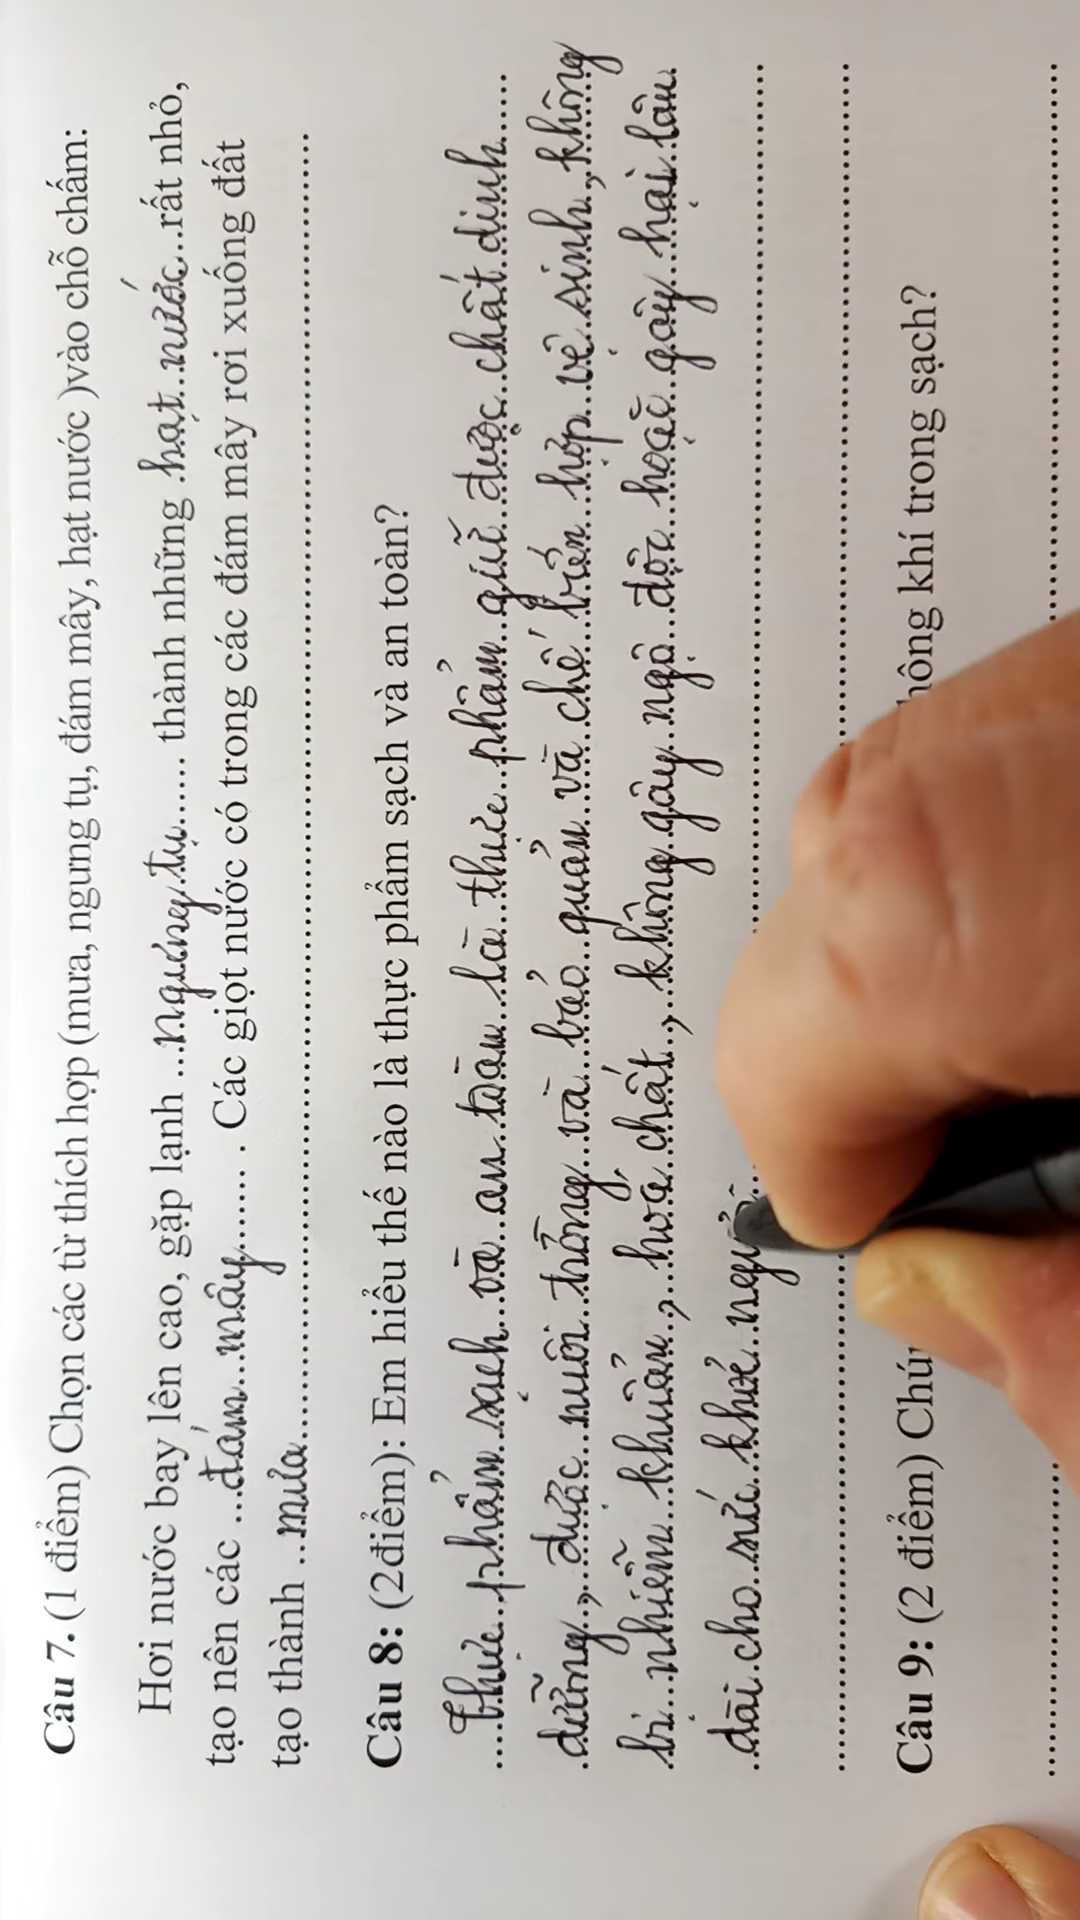 Câu 7. (1 điểm) Chọn các từ thích hợp (mưa, ngưng tụ, đám mây, hạt nước )vào chỗ chấm:
Hơi nước bay lên cao, gặp lạnh ...ngưng tụ...... thành những hạt nước...rất nhỏ,
tạo nên các ...đám mây....... . Các giọt nước có trong các đám mây rơi xuống đất
tạo thành ..mưa..........
Câu 8: (2điểm): Em hiểu thế nào là thực phẩm sạch và an toàn?
Thực phẩm sạch và an toàn là thực phẩm giữ được chất dinh
dưỡng, được nuôi trồng và bảo quản và chế biến hợp vệ sinh, không
bị nhiễm khuẩn, hoá chất, không gây ngộ độc hoặc gây hại lâu
dài cho sức khoẻ
Câu 9: (2 điểm) khí trong sạch?